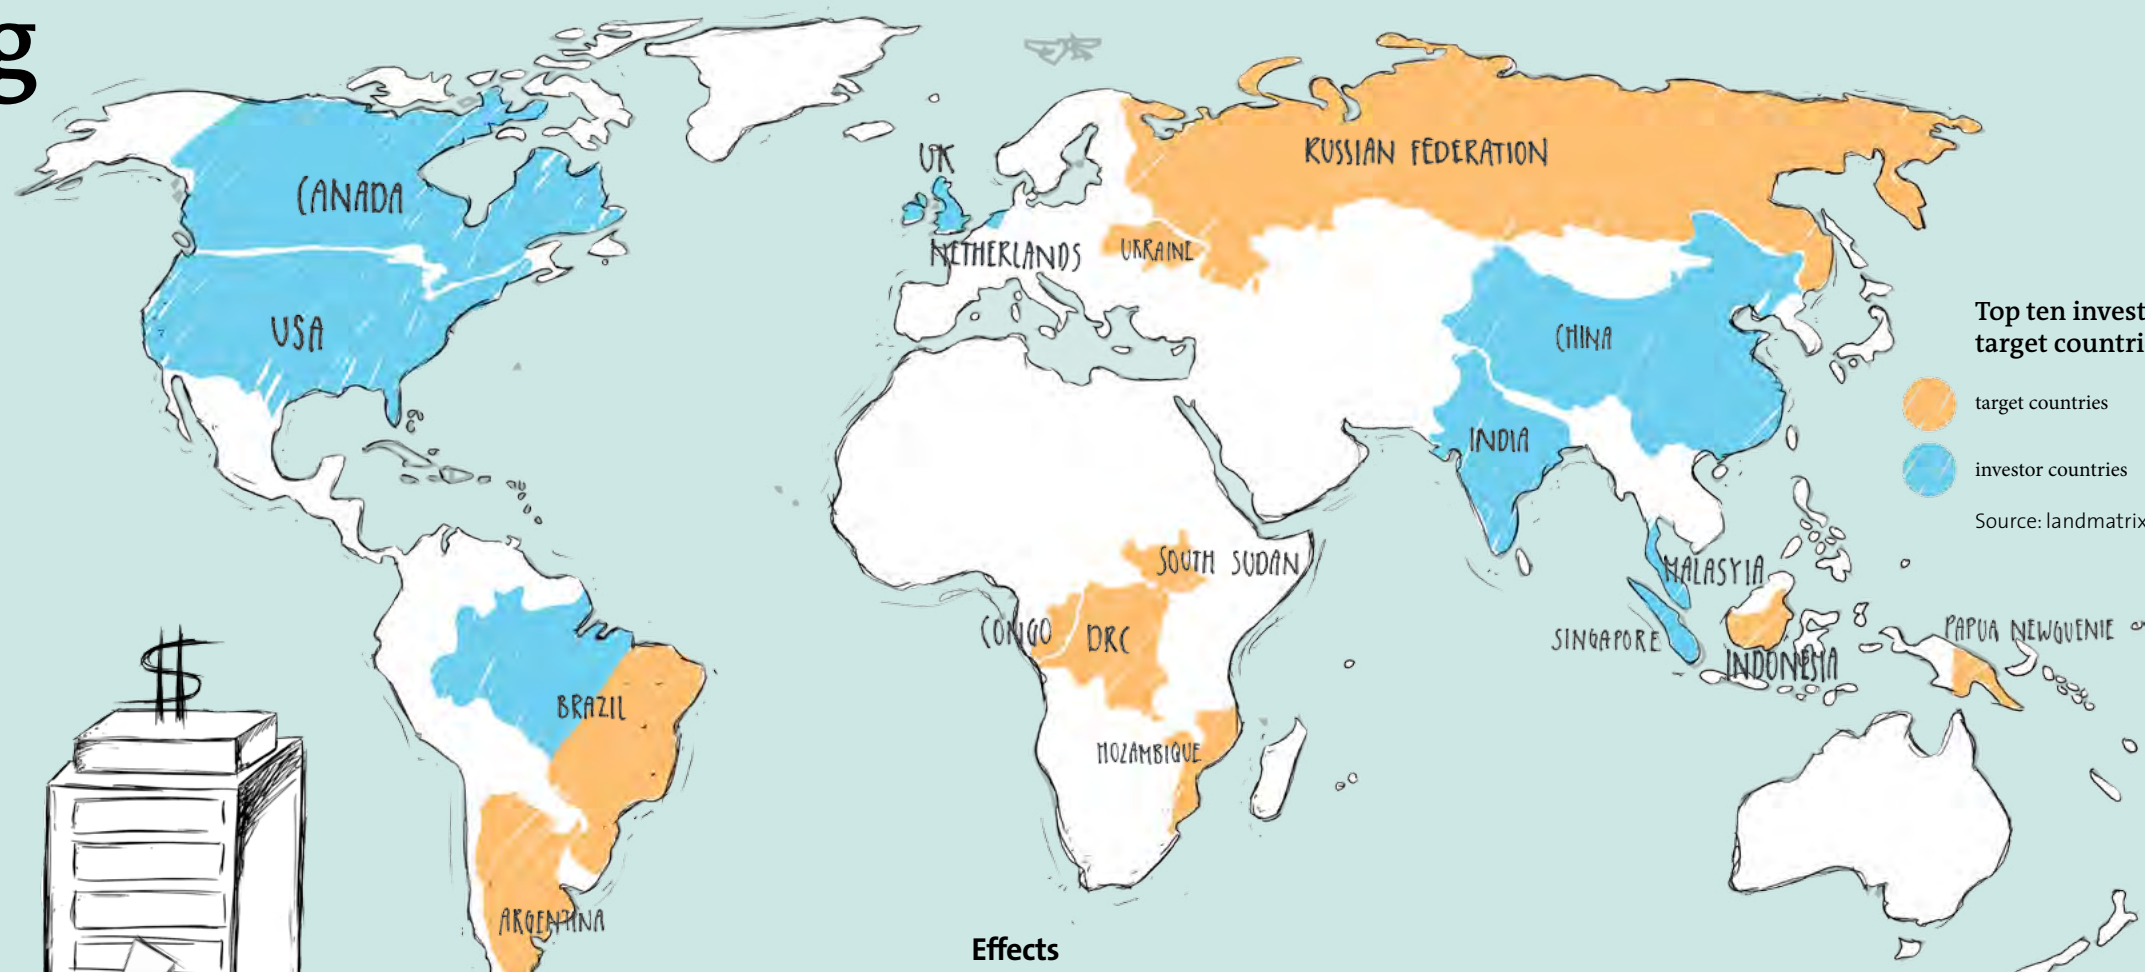 g
CANADA
USA
UK
NETHERLANDS
UKRAINE
RUSSIAN FEDERATION
CHINA
INDIA
Top ten invest
target countri
target countries
investor countries
Source: landmatrix
SOUTH SUDAN
CONGO
DRC
MOZAMBIQUE
MALASYIA
SINGAPORE
INDONESIA
PAPUA NEWGUENIE
BRAZIL
ARGENTINA
$
Effects